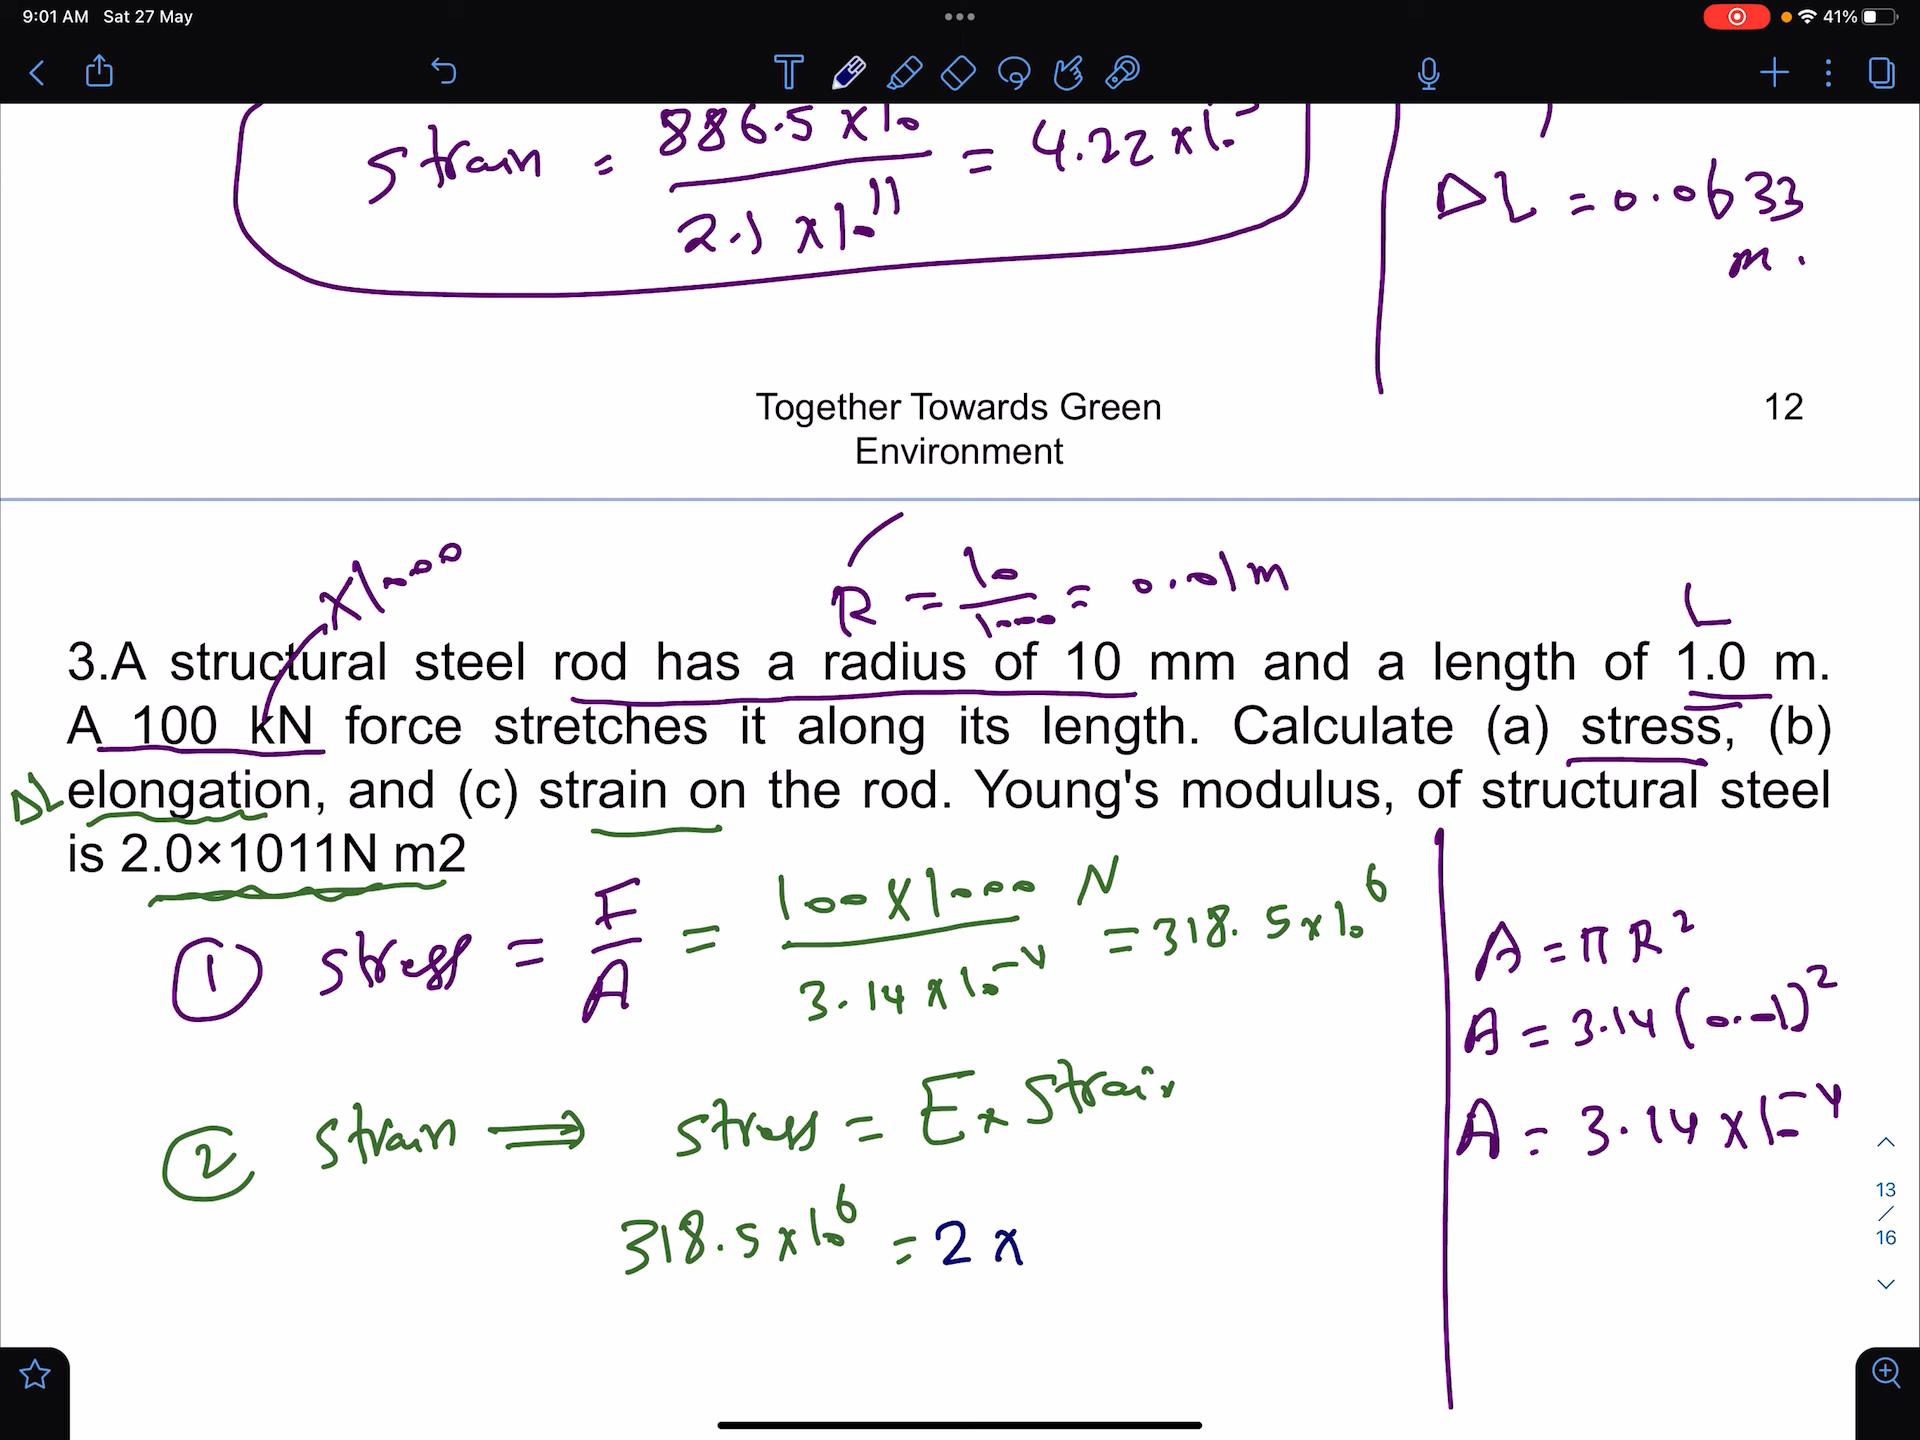 9:01 AM Sat 27 May
41%
T
Strain = 886.5 x 10 / 2.1 x 10^11 = 4.22 x 10^-3
ΔL = 0.0633
m.
Together Towards Green
Environment
12
x1000
R = 10/1000 = 0.01m
L
3.A structural steel rod has a radius of 10 mm and a length of 1.0 m.
A 100 kN force stretches it along its length. Calculate (a) stress, (b)
ΔL elongation, and (c) strain on the rod. Young's modulus, of structural steel
is 2.0×1011N m2
① stress = F/A = 100 x 1000 N / 3.14 x 10^-4 = 318.5 x 10^6
A = π R^2
A = 3.14 (0.01)^2
A = 3.14 x 10^-4
② strain ⟹ stress = E x strain
318.5 x 10^6 = 2 x
13
/
16